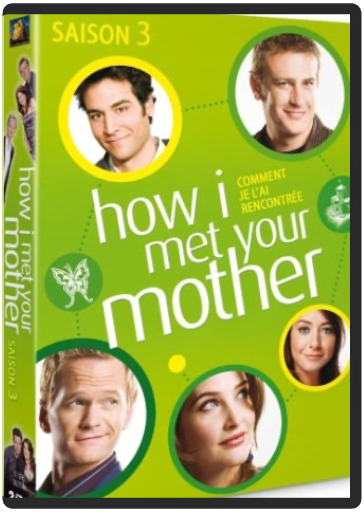 SAISON 3
how i
COMMENT
JE L'AI
RENCONTRÉE
met your
mother
how i met your
mother
SAISON 3